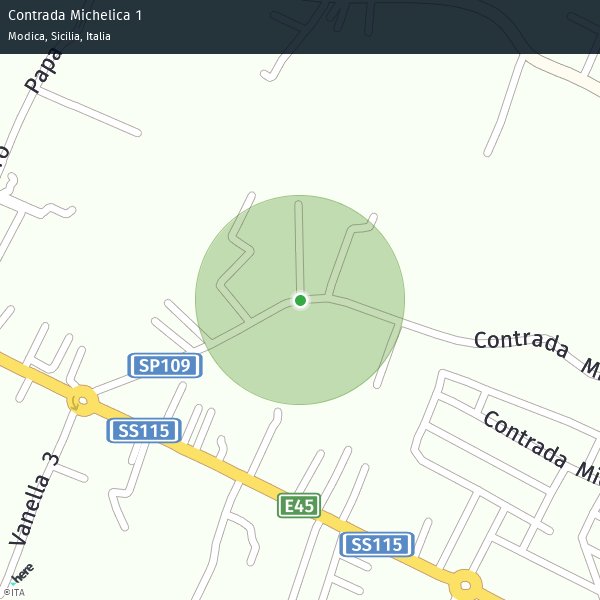 Contrada Michelica 1
Modica, Sicilia, Italia
Papa
ro
SP109
Contrada Mi
SS115
Contrada Mi
Vanella 3
E45
SS115
here
©ITA